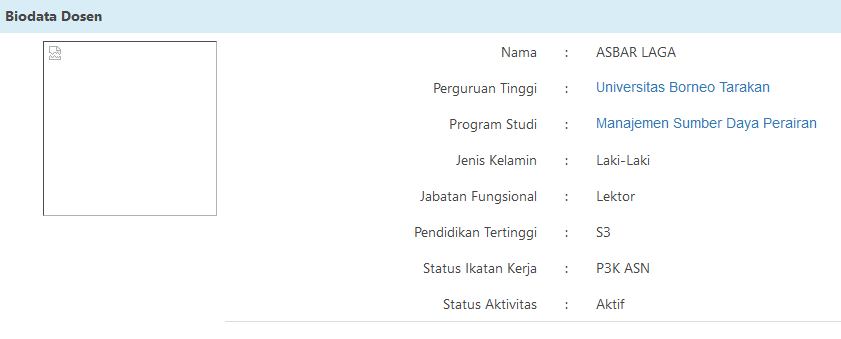 Biodata Dosen
Nama : ASBAR LAGA
Perguruan Tinggi : Universitas Borneo Tarakan
Program Studi : Manajemen Sumber Daya Perairan
Jenis Kelamin : Laki-Laki
Jabatan Fungsional : Lektor
Pendidikan Tertinggi : S3
Status Ikatan Kerja : P3K ASN
Status Aktivitas : Aktif